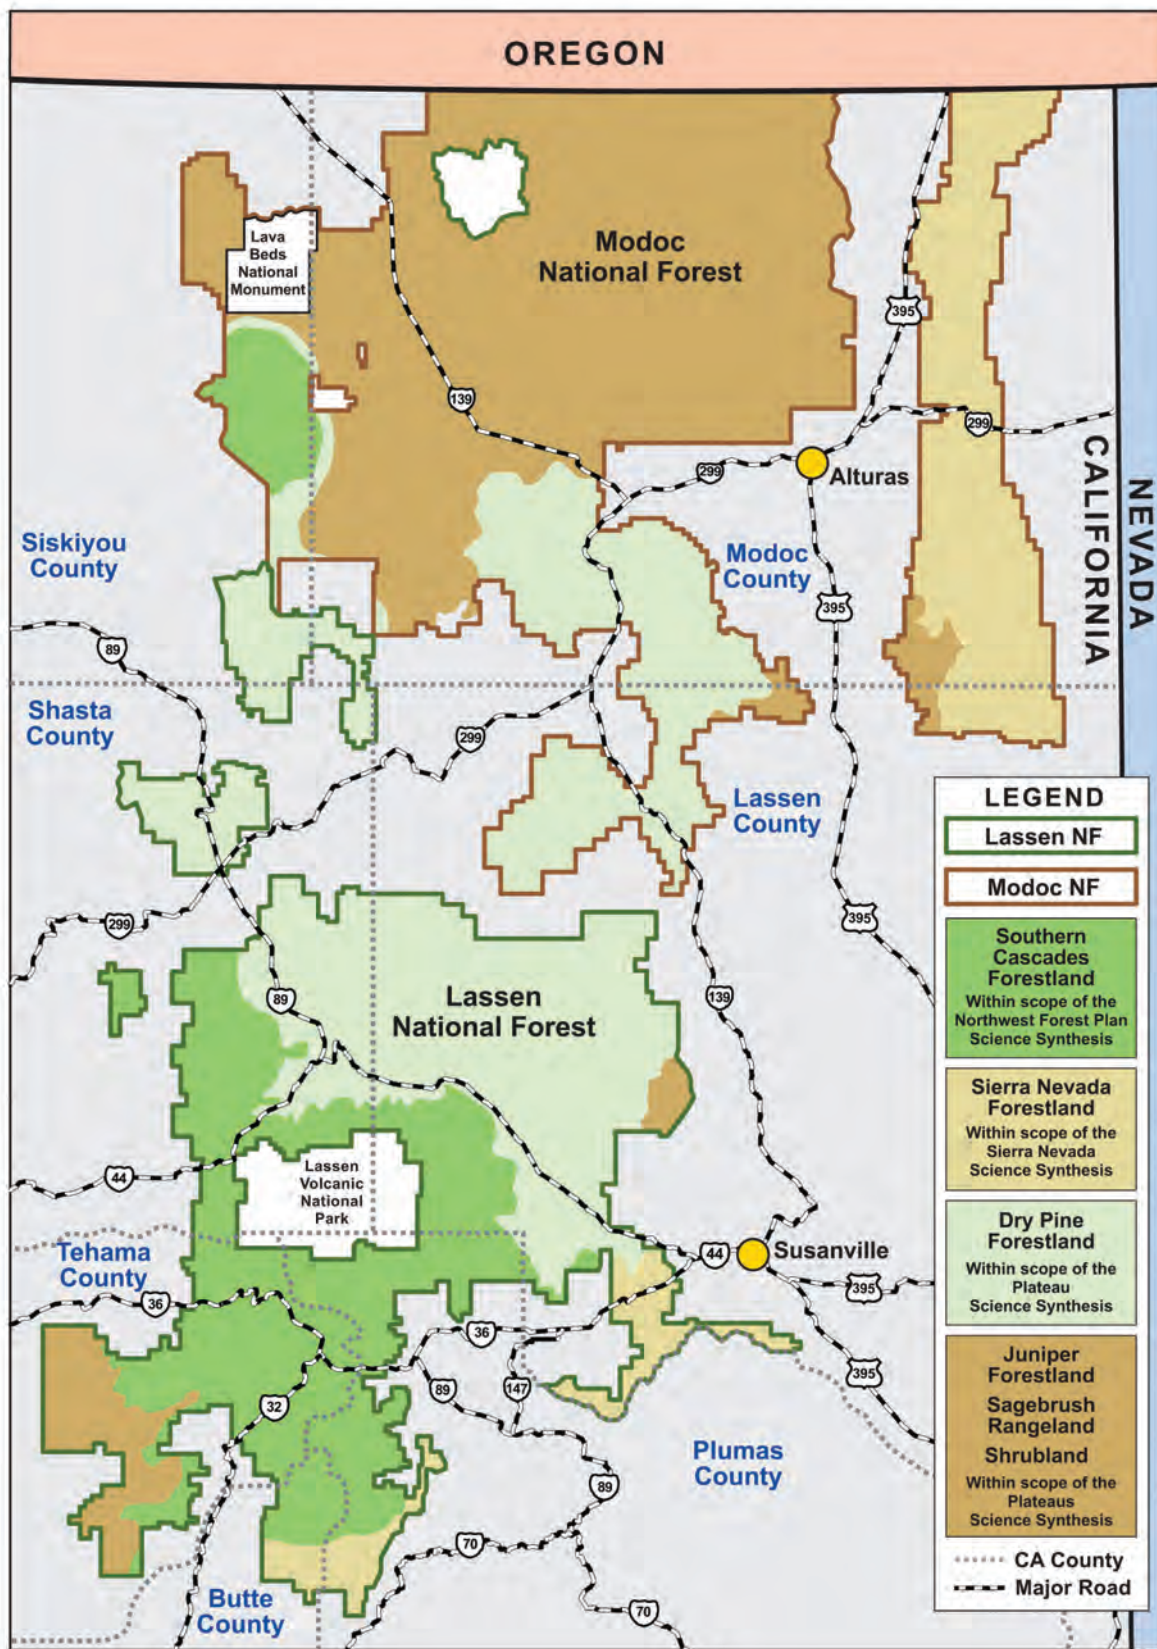 OREGON
Lava
Beds
National
Monument
Modoc
National Forest
395
139
299
299
Alturas
CALIFORNIA
NEVADA
Siskiyou
County
Modoc
County
395
89
Shasta
County
299
Lassen
County
299
395
89
139
Lassen
National Forest
44
Lassen
Volcanic
National
Park
Tehama
County
44
Susanville
395
36
36
89
147
395
32
Plumas
County
89
70
Butte
County
70
LEGEND
Lassen NF
Modoc NF
Southern
Cascades
Forestland
Within scope of the
Northwest Forest Plan
Science Synthesis
Sierra Nevada
Forestland
Within scope of the
Sierra Nevada
Science Synthesis
Dry Pine
Forestland
Within scope of the
Plateau
Science Synthesis
Juniper
Forestland
Sagebrush
Rangeland
Shrubland
Within scope of the
Plateaus
Science Synthesis
CA County
Major Road